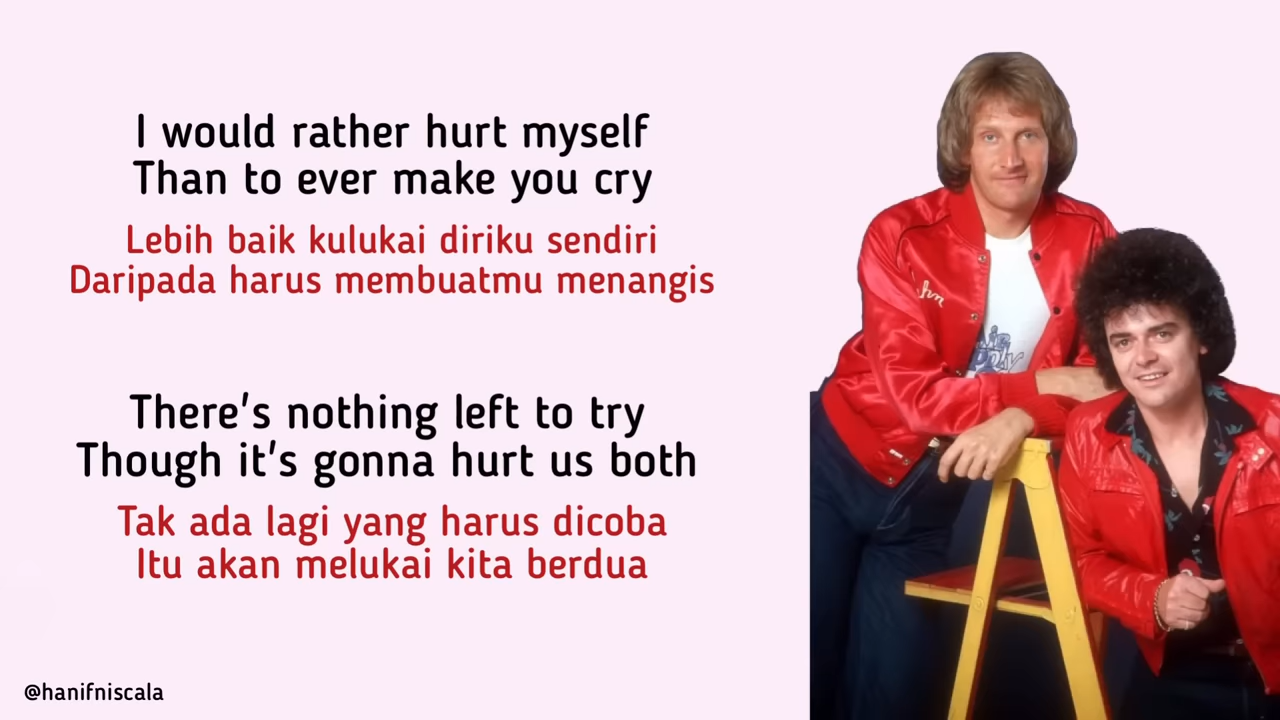 I would rather hurt myself
Than to ever make you cry
Lebih baik kulukai diriku sendiri
Daripada harus membuatmu menangis
There's nothing left to try
Though it's gonna hurt us both
Tak ada lagi yang harus dicoba
Itu akan melukai kita berdua
@hanifniscala